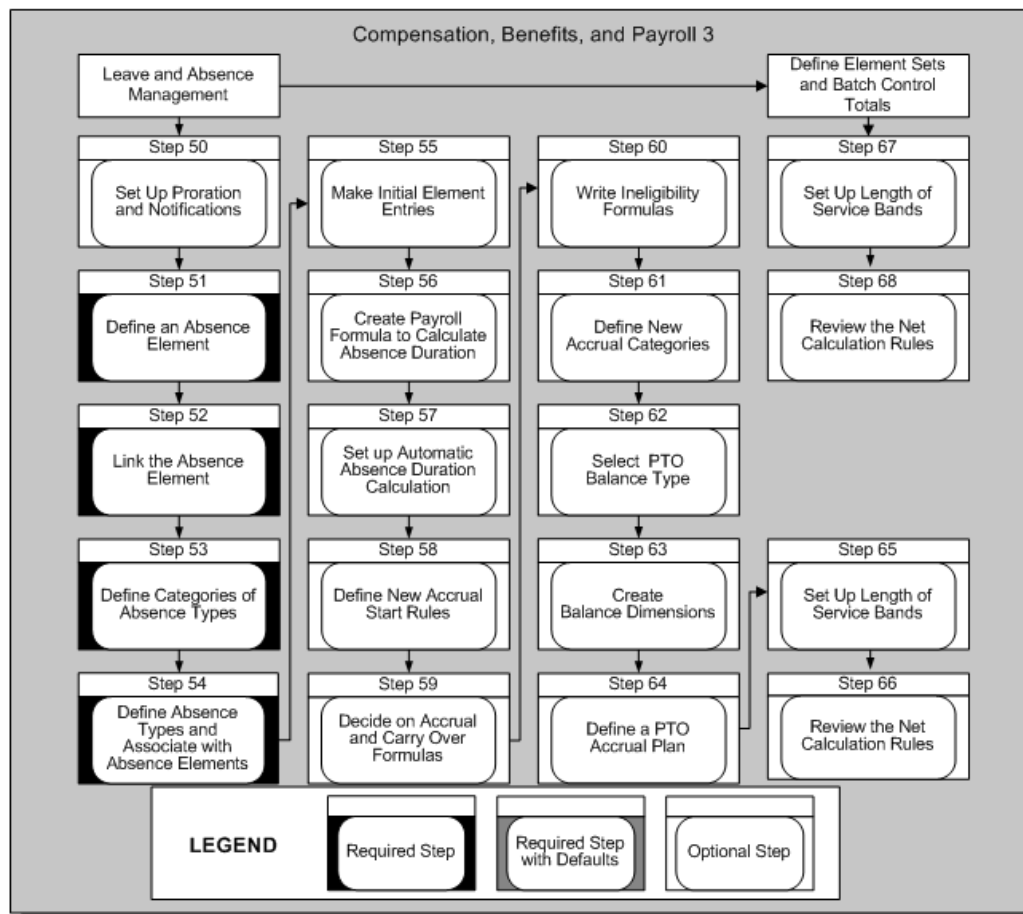 Compensation, Benefits, and Payroll 3
Leave and Absence
Management
Define Element Sets
and Batch Control
Totals
Step 50
Set Up Proration
and Notifications
Step 51
Define an Absence
Element
Step 52
Link the Absence
Element
Step 53
Define Categories of
Absence Types
Step 54
Define Absence
Types and
Associate with
Absence Elements
Step 55
Make Initial Element
Entries
Step 56
Create Payroll
Formula to Calculate
Absence Duration
Step 57
Set up Automatic
Absence Duration
Calculation
Step 58
Define New Accrual
Start Rules
Step 59
Decide on Accrual
and Carry Over
Formulas
Step 60
Write Ineligibility
Formulas
Step 61
Define New
Accrual Categories
Step 62
Select PTO
Balance Type
Step 63
Create
Balance Dimensions
Step 64
Define a PTO
Accrual Plan
Step 65
Set Up Length of
Service Bands
Step 66
Review the Net
Calculation Rules
Step 67
Set Up Length of
Service Bands
Step 68
Review the Net
Calculation Rules
LEGEND
Required Step
Required Step
with Defaults
Optional Step